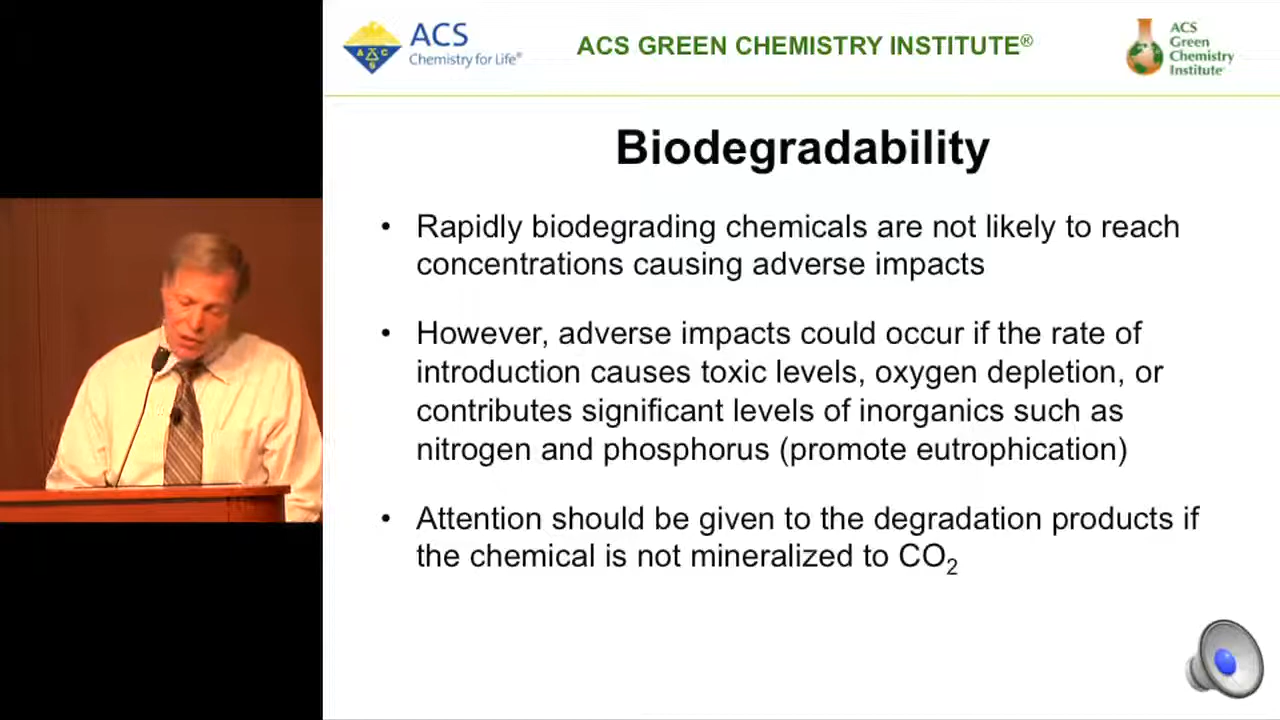 ACS
Chemistry for Life®
ACS GREEN CHEMISTRY INSTITUTE®
ACS
Green
Chemistry
Institute
Biodegradability
• Rapidly biodegrading chemicals are not likely to reach
concentrations causing adverse impacts
• However, adverse impacts could occur if the rate of
introduction causes toxic levels, oxygen depletion, or
contributes significant levels of inorganics such as
nitrogen and phosphorus (promote eutrophication)
• Attention should be given to the degradation products if
the chemical is not mineralized to CO₂